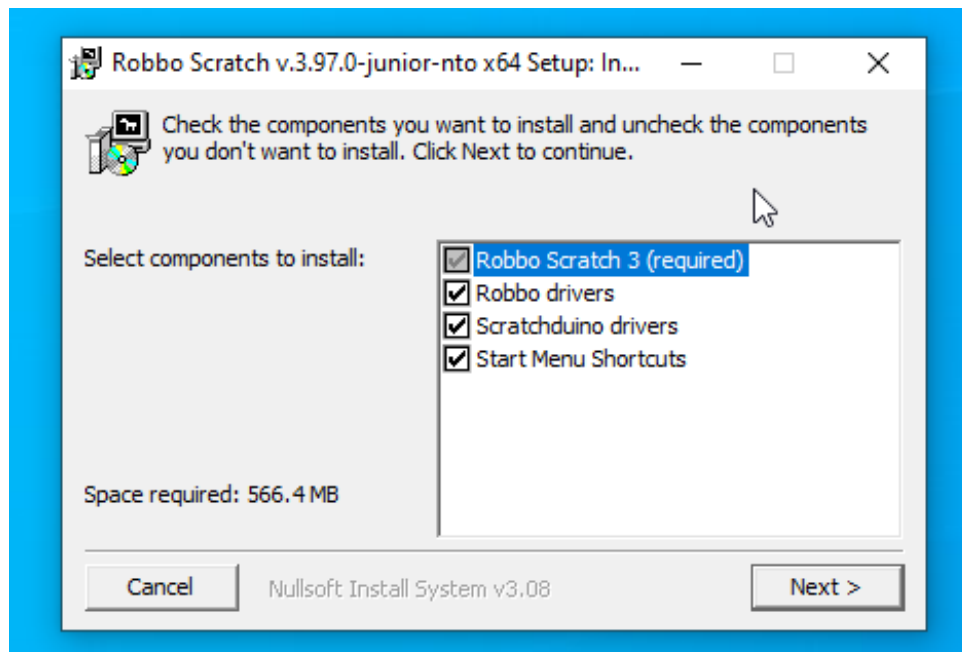 Robbo Scratch v.3.97.0-junior-nto x64 Setup: In...
Check the components you want to install and uncheck the components
you don't want to install. Click Next to continue.
Select components to install:
Robbo Scratch 3 (required)
Robbo drivers
Scratchduino drivers
Start Menu Shortcuts
Space required: 566.4 MB
Cancel
Nullsoft Install System v3.08
Next >